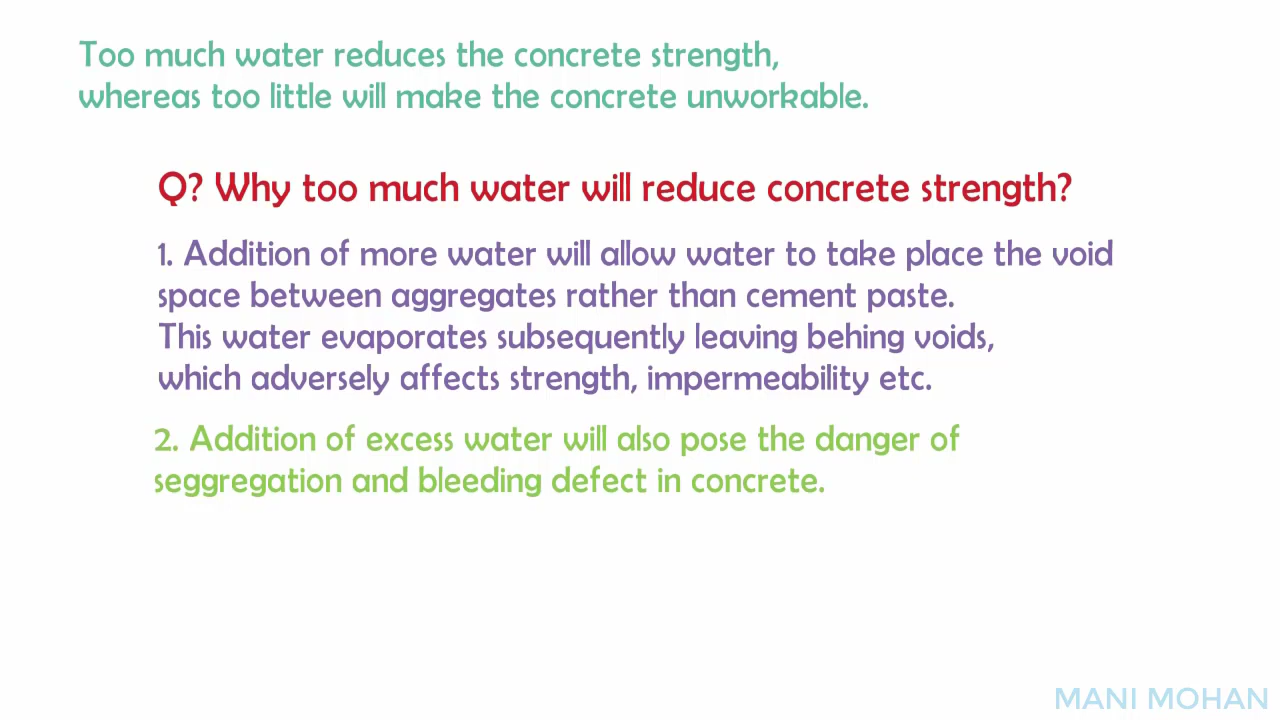 Too much water reduces the concrete strength,
whereas too little will make the concrete unworkable.
Q? Why too much water will reduce concrete strength?
1. Addition of more water will allow water to take place the void
space between aggregates rather than cement paste.
This water evaporates subsequently leaving behing voids,
which adversely affects strength, impermeability etc.
2. Addition of excess water will also pose the danger of
seggregation and bleeding defect in concrete.
MANI MOHAN